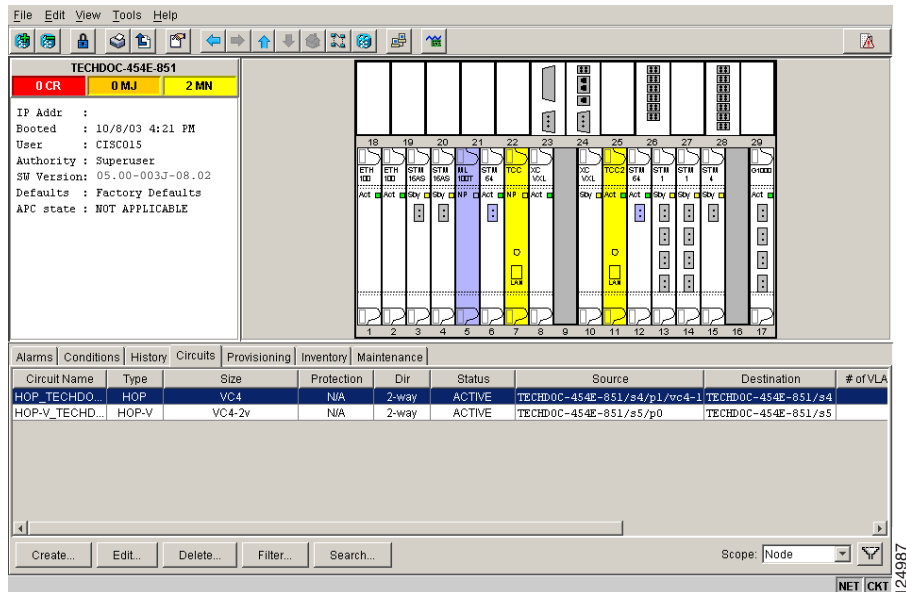 File Edit View Tools Help
TECHDOC-454E-851
0 CR 0 MJ 2 MN
IP Addr :
Booted : 10/8/03 4:21 PM
User : CISCO15
Authority : Superuser
SW Version: 05.00-003J-08.02
Defaults : Factory Defaults
APC state : NOT APPLICABLE
18 19 20 21 22 23 24 25 26 27 28 29
ETH 100 ETH 100 STM 16AS STM 16AS ML 100T STM 64 TCC XC VXL XC VXL TCC2 STM 64 STM 1 STM 1 STM 4 G1000
Act Act Sby Sby NP Act NP Act Sby Act Act Sby Sby Sby Act
LAN LAN
1 2 3 4 5 6 7 8 9 10 11 12 13 14 15 16 17
Alarms Conditions History Circuits Provisioning Inventory Maintenance
Circuit Name Type Size Protection Dir Status Source Destination # of VLA
HOP_TECHDO... HOP VC4 N/A 2-way ACTIVE TECHDOC-454E-851/s4/p1/vc4-1 TECHDOC-454E-851/s4
HOP-V_TECHD... HOP-V VC4-2v N/A 2-way ACTIVE TECHDOC-454E-851/s5/p0 TECHDOC-454E-851/s5
Create... Edit... Delete... Filter... Search... Scope: Node
NET CKT
124987